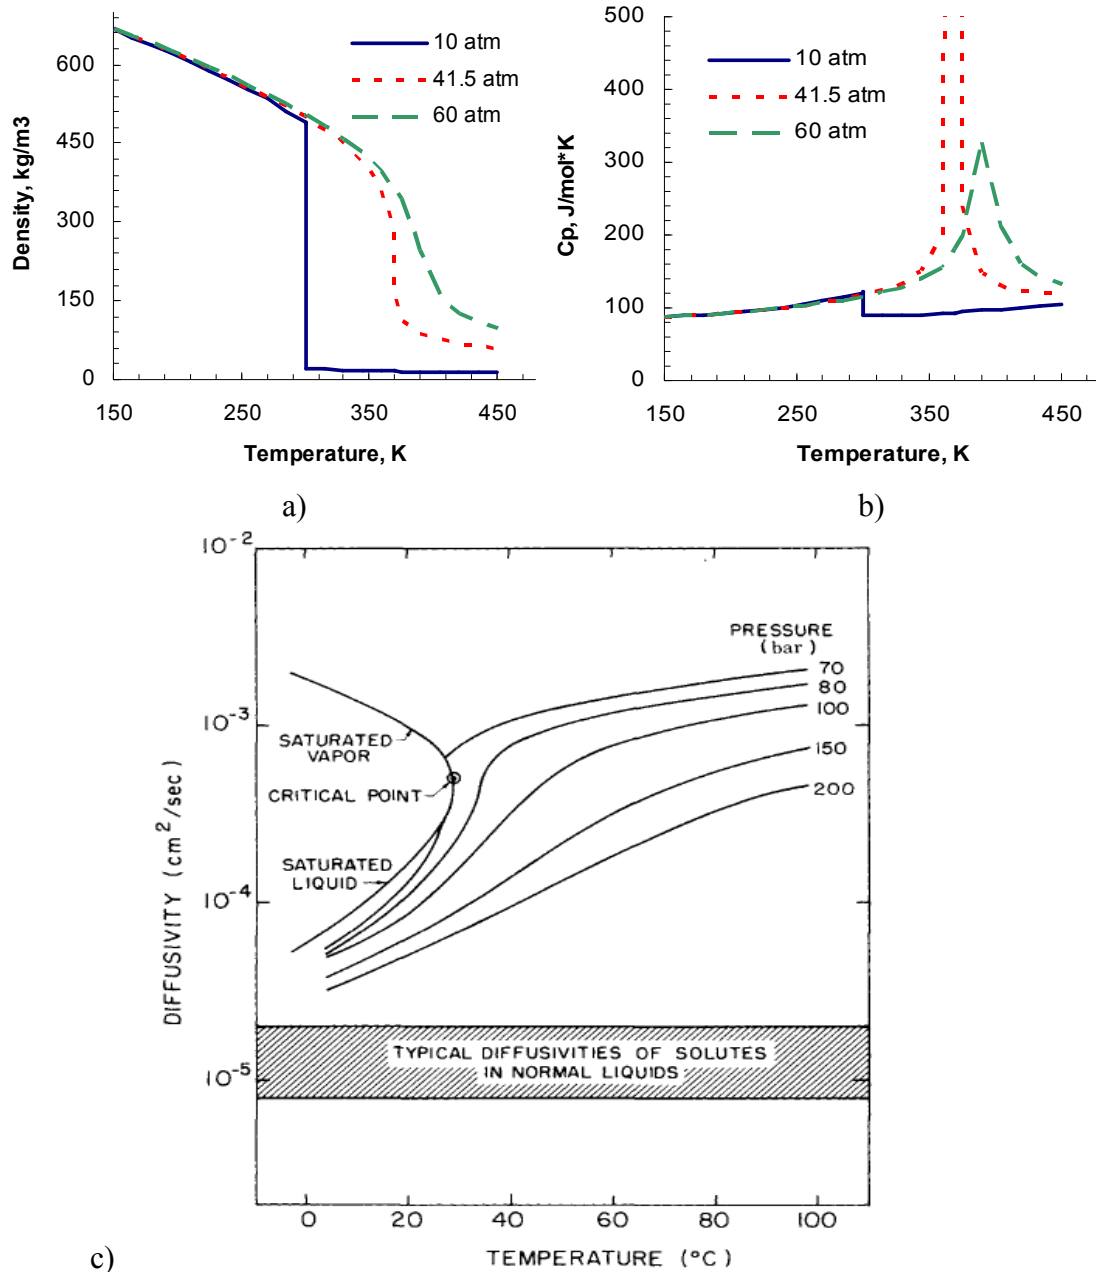 10 atm
41.5 atm
60 atm
Density, kg/m3
600
450
300
150
0
150
250
350
450
Temperature, K
a)
10 atm
41.5 atm
60 atm
Cp, J/mol*K
500
400
300
200
100
0
150
250
350
450
Temperature, K
b)
10-2
10-3
10-4
10-5
DIFFUSIVITY (cm2/sec)
PRESSURE
(bar)
70
80
100
150
200
SATURATED
VAPOR
CRITICAL POINT
SATURATED
LIQUID
TYPICAL DIFFUSIVITIES OF SOLUTES
IN NORMAL LIQUIDS
0
20
40
60
80
100
TEMPERATURE (°C)
c)